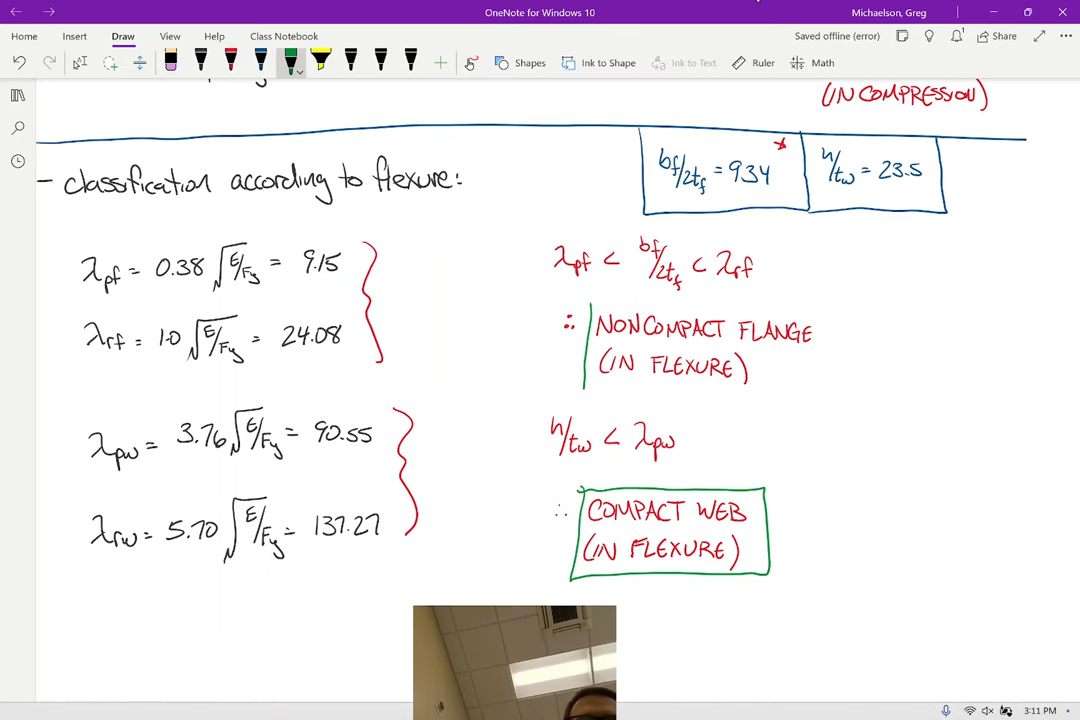 OneNote for Windows 10
Michaelson, Greg
Home Insert Draw View Help Class Notebook
Saved offline (error)
Share
Shapes
Ink to Shape
Ink to Text
Ruler
Math
(IN COMPRESSION)
- classification according to flexure:
bf/2tf = 9.34
h/tw = 23.5
λpf = 0.38 √E/Fy = 9.15
λpf < bf/2tf < λrf
λrf = 1.0 √E/Fy = 24.08
∴ NONCOMPACT FLANGE
(IN FLEXURE)
λpw = 3.76 √E/Fy = 90.55
h/tw < λpw
λrw = 5.70 √E/Fy = 137.27
∴ COMPACT WEB
(IN FLEXURE)
3:11 PM